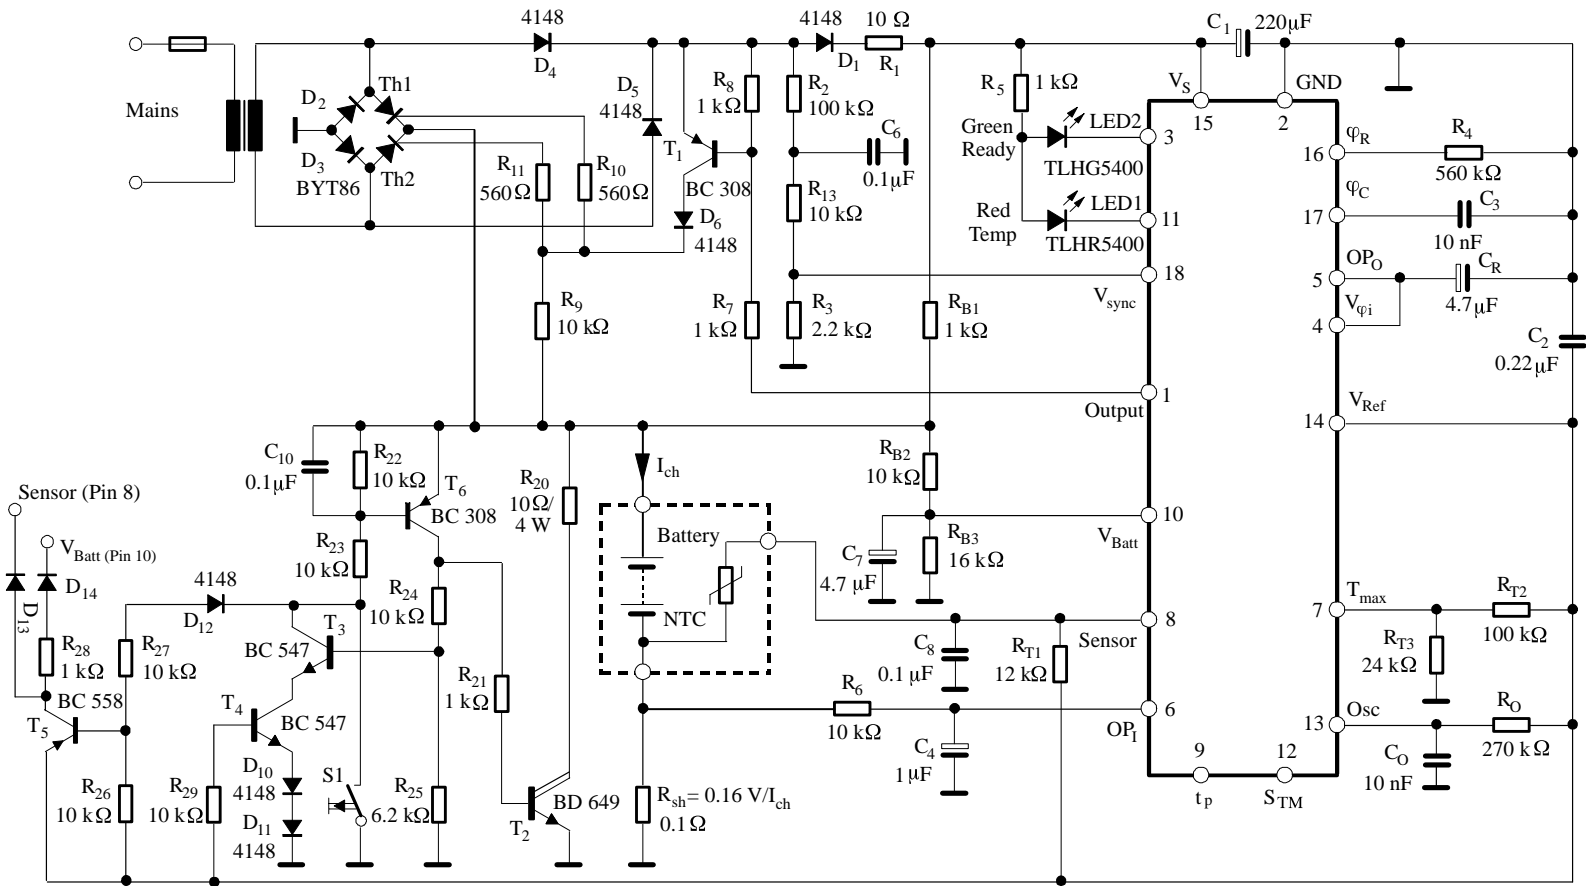 4148
D4
4148
D1
10 Ω
R1
C1
220μF
Mains
D2
Th1
D3
BYT86
Th2
D5
4148
R8
1 kΩ
R2
100 kΩ
C6
0.1μF
R5
1 kΩ
Green
Ready
LED2
TLHG5400
Red
Temp
LED1
TLHR5400
VS
15
GND
2
3
11
18
Vsync
16
φR
R4
560 kΩ
φC
17
C3
10 nF
OPO
5
CR
4.7μF
Vφi
4
C2
0.22μF
R11
560Ω
R10
560Ω
T1
BC 308
D6
4148
R13
10 kΩ
R9
10 kΩ
R7
1 kΩ
R3
2.2 kΩ
RB1
1 kΩ
1
Output
VRef
14
C10
0.1μF
R22
10 kΩ
T6
BC 308
R20
10Ω/
4 W
Ich
Battery
NTC
RB2
10 kΩ
10
VBatt
C7
4.7 μF
RB3
16 kΩ
Sensor (Pin 8)
VBatt (Pin 10)
D13
D14
4148
D12
R23
10 kΩ
R24
10 kΩ
R28
1 kΩ
R27
10 kΩ
BC 547
T3
BC 558
T5
T4
BC 547
R21
1 kΩ
8
Sensor
C8
0.1 μF
RT1
12 kΩ
R6
10 kΩ
6
OPI
C4
1μF
7
Tmax
RT2
100 kΩ
RT3
24 kΩ
13
Osc
RO
270 kΩ
CO
10 nF
9
tp
12
STM
R26
10 kΩ
R29
10 kΩ
D10
4148
D11
4148
S1
R25
6.2 kΩ
BD 649
T2
Rsh= 0.16 V/Ich
0.1Ω